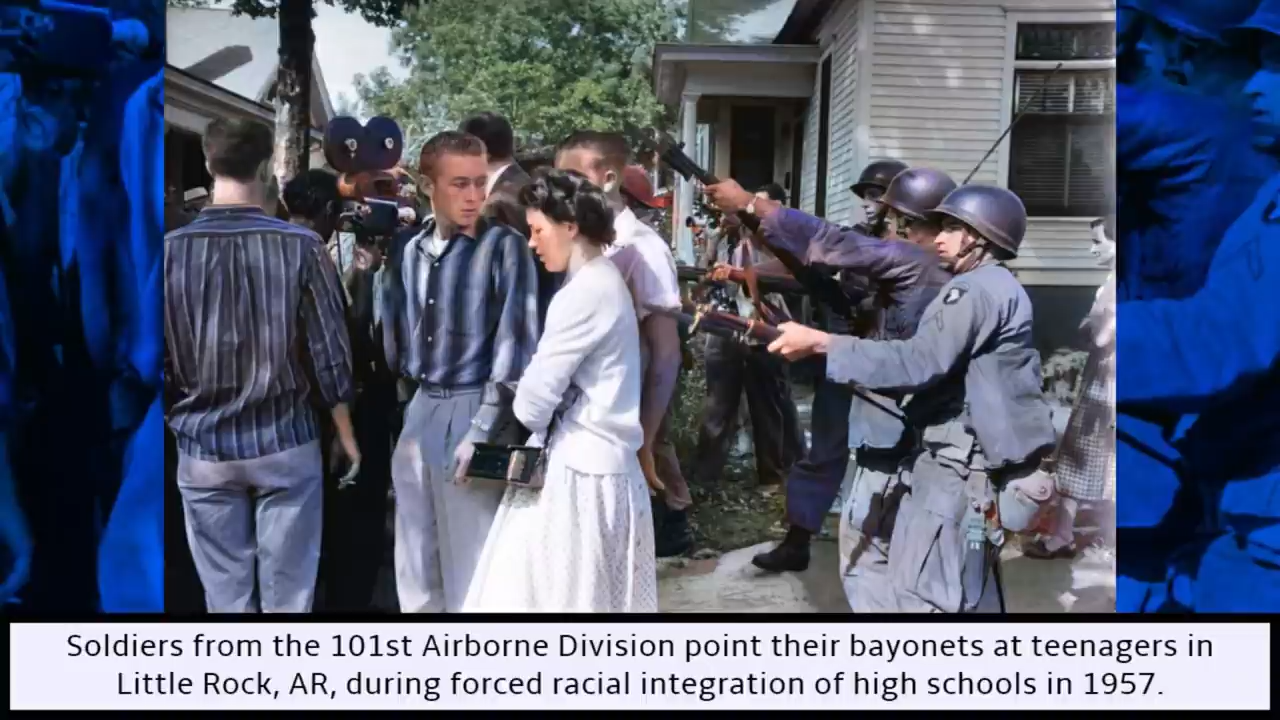 Soldiers from the 101st Airborne Division point their bayonets at teenagers in
Little Rock, AR, during forced racial integration of high schools in 1957.